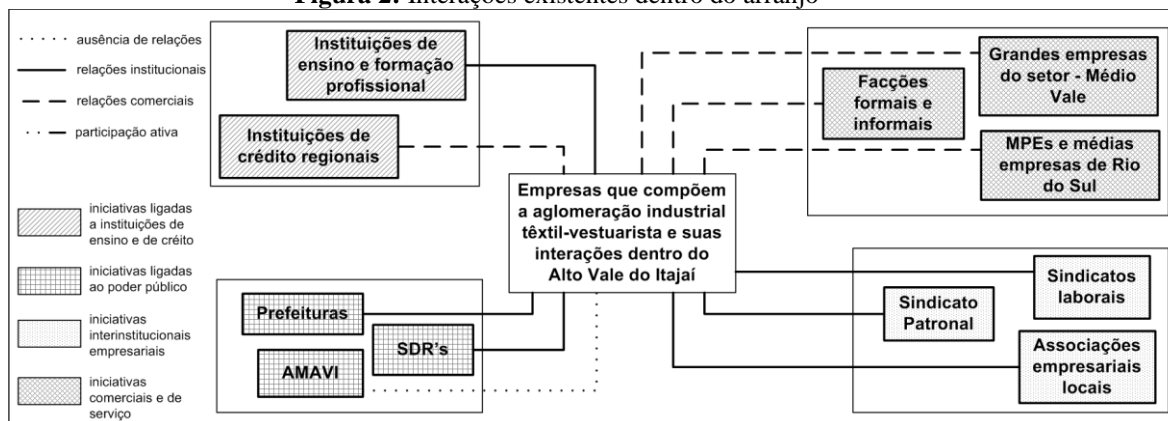 Figura 2: Interações existentes dentro do arranjo
ausência de relações
relações institucionais
relações comerciais
participação ativa
iniciativas ligadas
a instituições de
ensino e de créito
iniciativas ligadas
ao poder público
iniciativas
interinstitucionais
empresariais
iniciativas
comerciais e de
serviço
Instituições de
ensino e formação
profissional
Instituições de
crédito regionais
Prefeituras
SDR's
AMAVI
Empresas que compõem
a aglomeração industrial
têxtil-vestuarista e suas
interações dentro do
Alto Vale do Itajaí
Facções
formais e
informais
Grandes empresas
do setor - Médio
Vale
MPEs e médias
empresas de Rio
do Sul
Sindicato
Patronal
Sindicatos
laborais
Associações
empresariais
locais